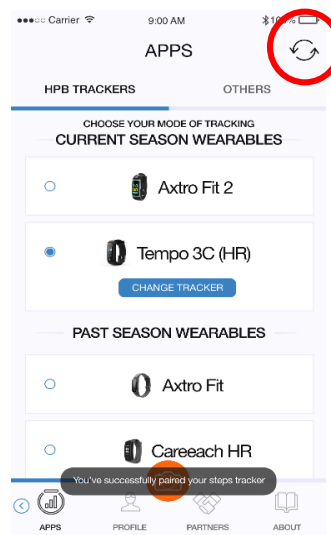 Carrier
9:00 AM
APPS
HPB TRACKERS
OTHERS
CHOOSE YOUR MODE OF TRACKING
CURRENT SEASON WEARABLES
Axtro Fit 2
Tempo 3C (HR)
CHANGE TRACKER
PAST SEASON WEARABLES
Axtro Fit
Careeach HR
You've successfully paired your steps tracker
APPS
PROFILE
PARTNERS
ABOUT